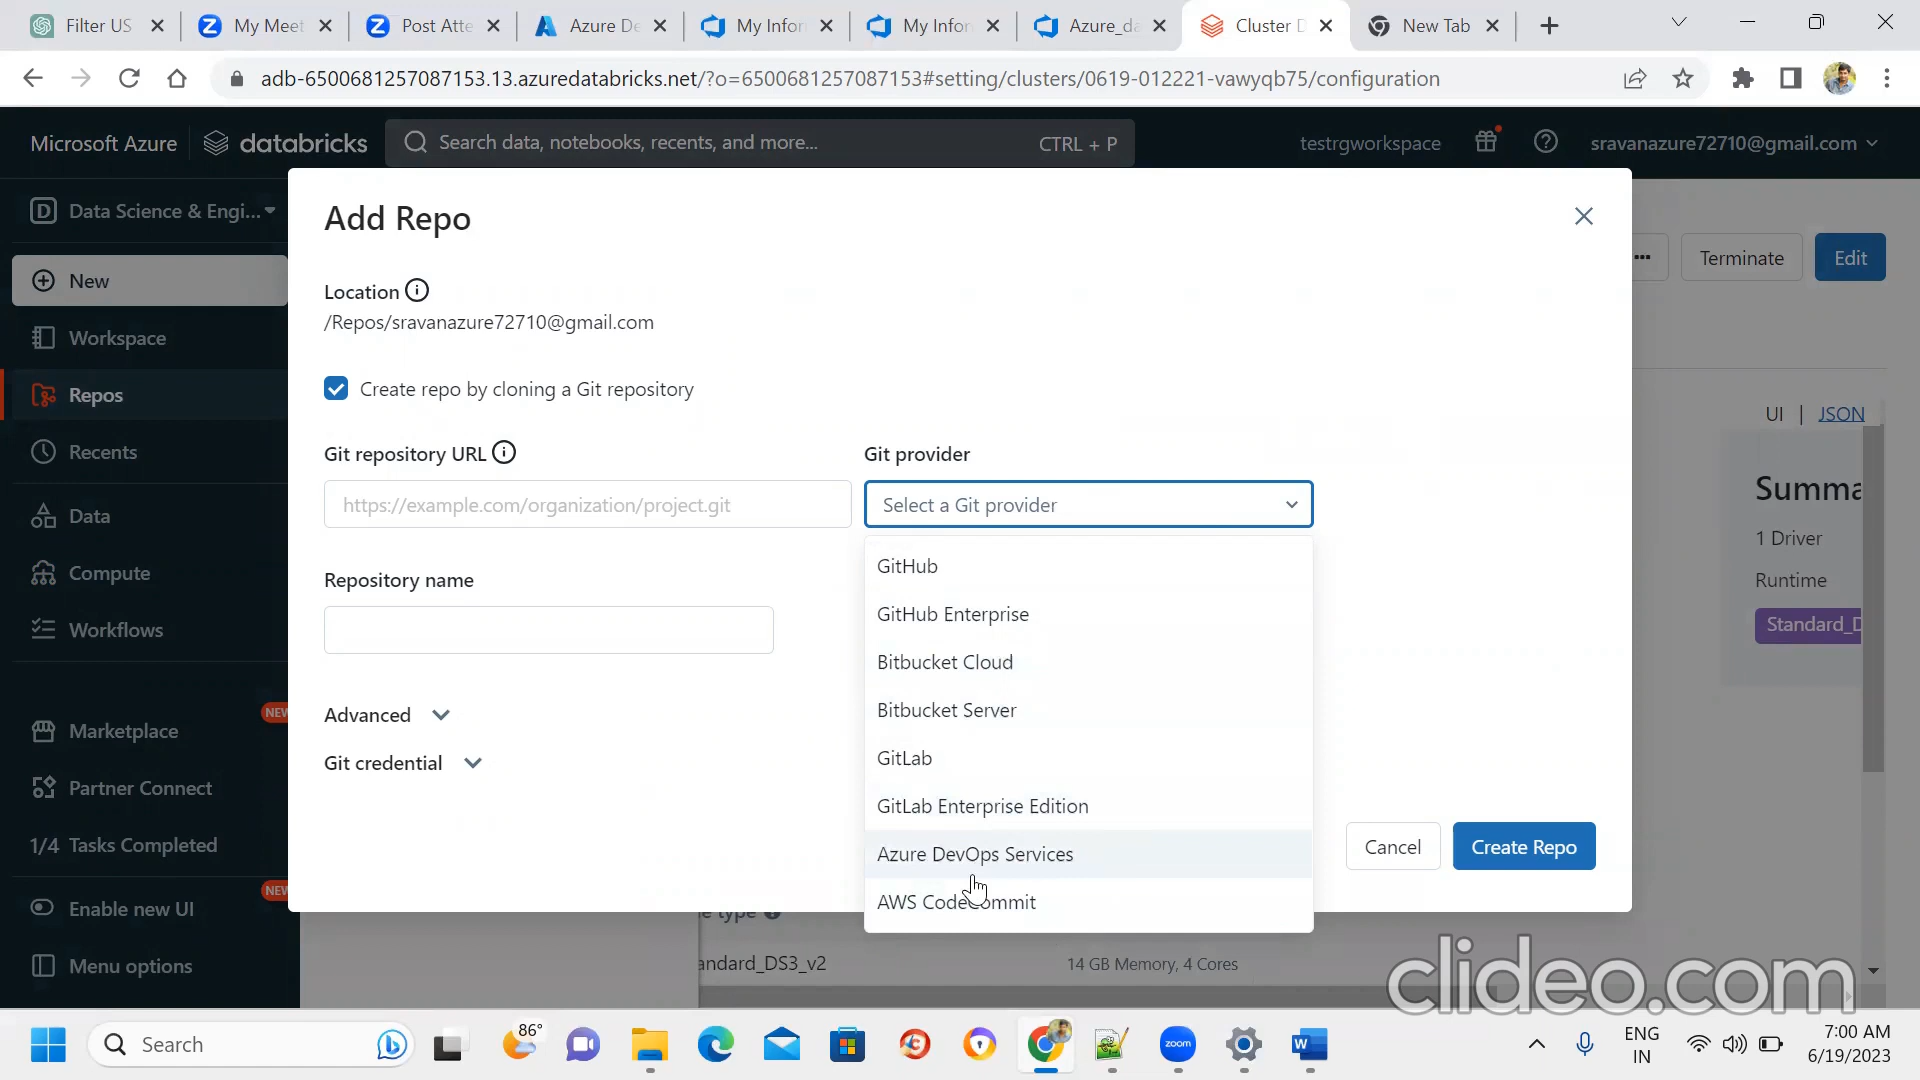 Filter US
My Meet
Post Atte
Azure De
My Infor
My Infor
Azure_da
Cluster D
New Tab
adb-6500681257087153.13.azuredatabricks.net/?o=6500681257087153#setting/clusters/0619-012221-vawyqb75/configuration
Microsoft Azure
databricks
Search data, notebooks, recents, and more...
CTRL + P
testrgworkspace
sravanazure72710@gmail.com
Data Science & Engi...
New
Workspace
Repos
Recents
Data
Compute
Workflows
NEW
Marketplace
Partner Connect
1/4 Tasks Completed
NEW
Enable new UI
Menu options
Add Repo
Location
/Repos/sravanazure72710@gmail.com
Create repo by cloning a Git repository
Git repository URL
https://example.com/organization/project.git
Git provider
Select a Git provider
GitHub
GitHub Enterprise
Bitbucket Cloud
Bitbucket Server
GitLab
GitLab Enterprise Edition
Azure DevOps Services
AWS CodeCommit
Repository name
Advanced
Git credential
Cancel
Create Repo
Terminate
Edit
UI | JSON
Summa
1 Driver
Runtime
Standard_D
e type
andard_DS3_v2
14 GB Memory, 4 Cores
clideo.com
Search
86°
zoom
ENG
IN
7:00 AM
6/19/2023